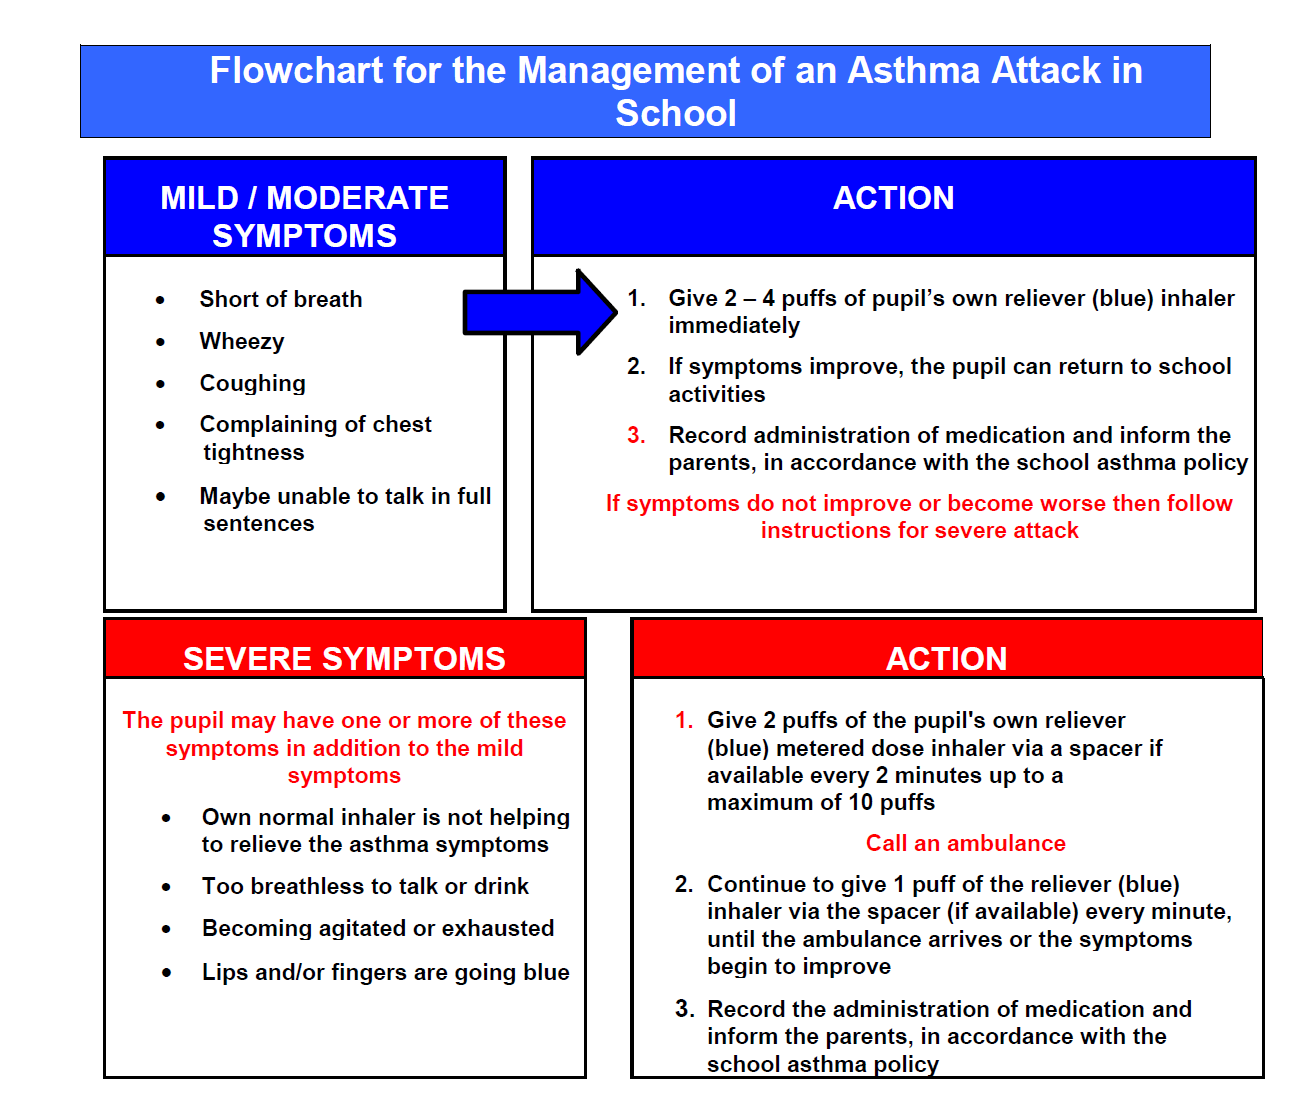 Flowchart for the Management of an Asthma Attack in
School
MILD / MODERATE
SYMPTOMS
• Short of breath
• Wheezy
• Coughing
• Complaining of chest
tightness
• Maybe unable to talk in full
sentences
ACTION
1. Give 2 – 4 puffs of pupil’s own reliever (blue) inhaler
immediately
2. If symptoms improve, the pupil can return to school
activities
3. Record administration of medication and inform the
parents, in accordance with the school asthma policy
If symptoms do not improve or become worse then follow
instructions for severe attack
SEVERE SYMPTOMS
The pupil may have one or more of these
symptoms in addition to the mild
symptoms
• Own normal inhaler is not helping
to relieve the asthma symptoms
• Too breathless to talk or drink
• Becoming agitated or exhausted
• Lips and/or fingers are going blue
ACTION
1. Give 2 puffs of the pupil's own reliever
(blue) metered dose inhaler via a spacer if
available every 2 minutes up to a
maximum of 10 puffs
Call an ambulance
2. Continue to give 1 puff of the reliever (blue)
inhaler via the spacer (if available) every minute,
until the ambulance arrives or the symptoms
begin to improve
3. Record the administration of medication and
inform the parents, in accordance with the
school asthma policy